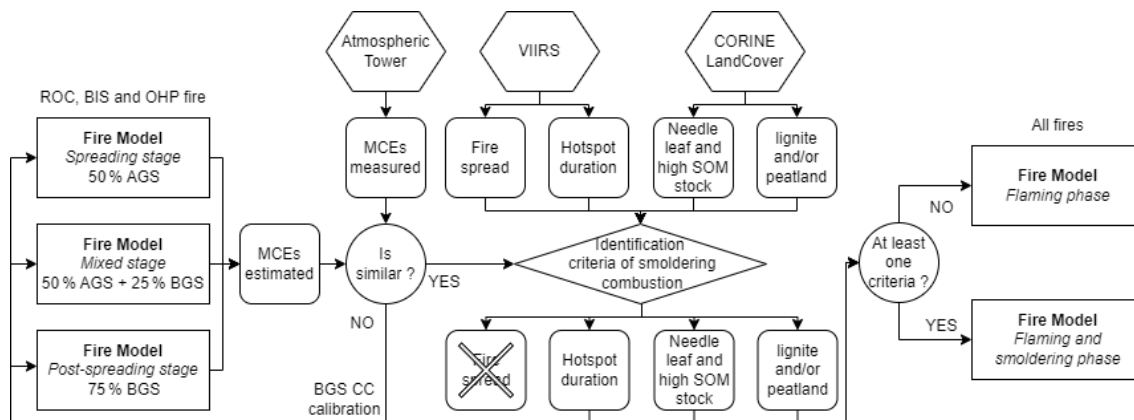 Atmospheric
Tower
VIIRS
CORINE
LandCover
ROC, BIS and OHP fire
Fire Model
Spreading stage
50 % AGS
MCEs
measured
Fire
spread
Hotspot
duration
Needle
leaf and
high SOM
stock
lignite
and/or
peatland
All fires
Fire Model
Flaming phase
NO
Fire Model
Mixed stage
50 % AGS + 25 % BGS
MCEs
estimated
Is
similar ?
YES
Identification
criteria of smoldering
combustion
At least
one
criteria ?
NO
YES
Fire Model
Flaming and
smoldering phase
Fire Model
Post-spreading stage
75 % BGS
BGS CC
calibration
Fire
spread
Hotspot
duration
Needle
leaf and
high SOM
stock
lignite
and/or
peatland